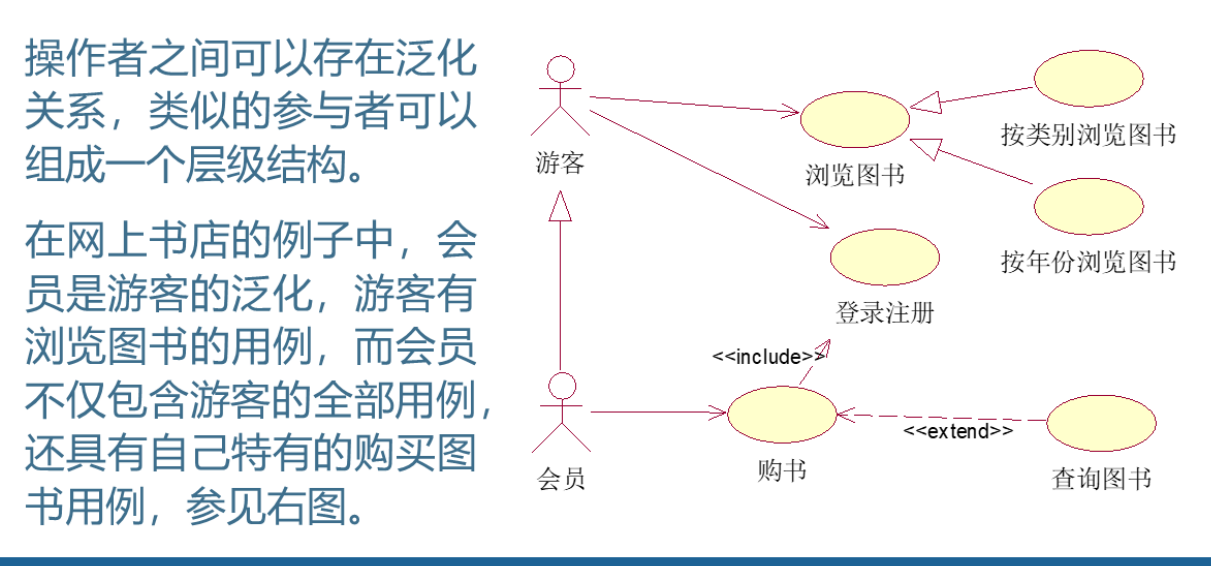 操作者之间可以存在泛化
关系，类似的参与者可以
组成一个层级结构。
在网上书店的例子中，会
员是游客的泛化，游客有
浏览图书的用例，而会员
不仅包含游客的全部用例，
还具有自己特有的购买图
书用例，参见右图。
游客
浏览图书
按类别浏览图书
按年份浏览图书
登录注册
<<include>>
会员
购书
<<extend>>
查询图书